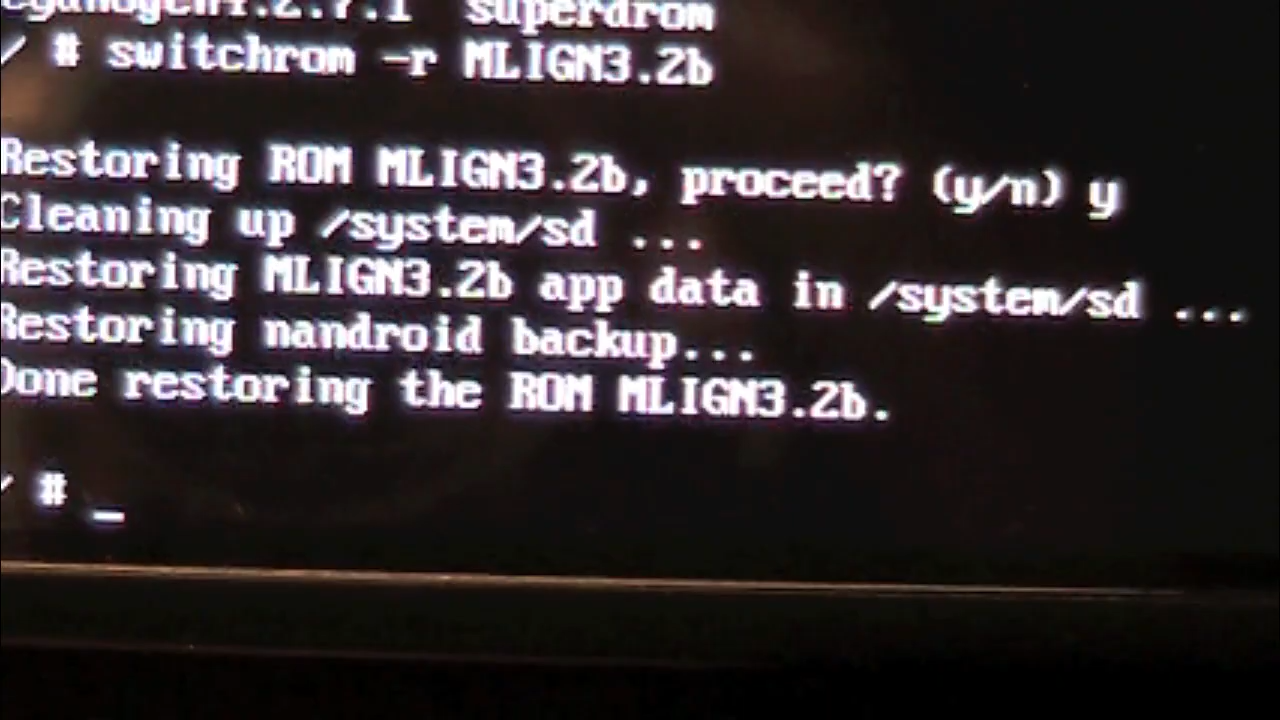 superdrom
/ # switchrom -r MLIGN3.2b
Restoring ROM MLIGN3.2b, proceed? (y/n) y
Cleaning up /system/sd ...
Restoring MLIGN3.2b app data in /system/sd ...
Restoring nandroid backup...
Done restoring the ROM MLIGN3.2b.
/ # _